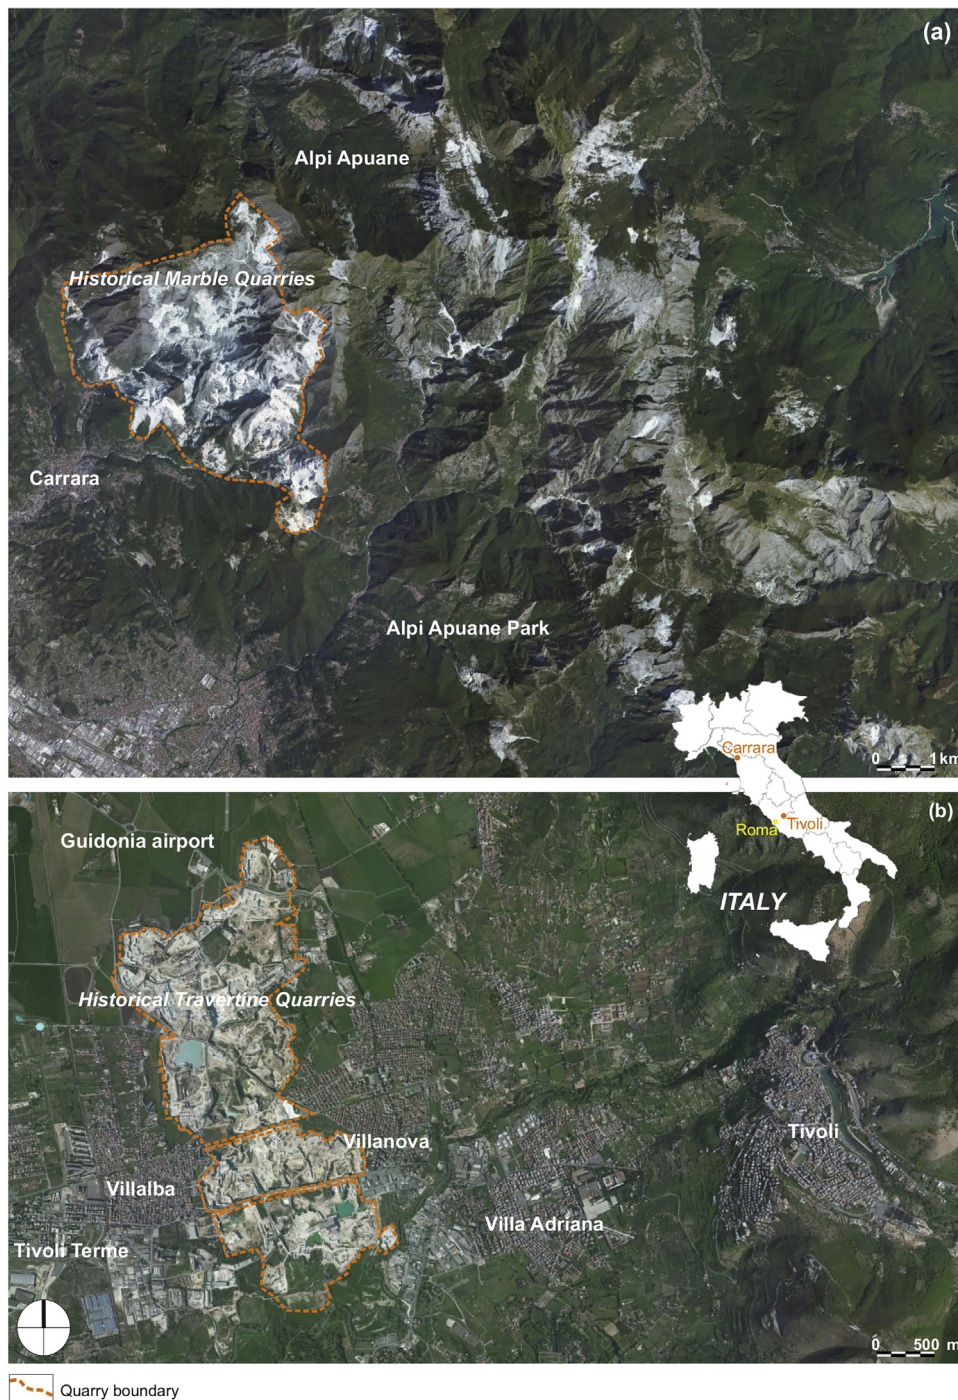 (a)
Alpi Apuane
Historical Marble Quarries
Carrara
Alpi Apuane Park
0 1 km
Carrara
Roma
Tivoli
ITALY
(b)
Guidonia airport
Historical Travertine Quarries
Villanova
Tivoli
Villalba
Villa Adriana
Tivoli Terme
0 500 m
Quarry boundary